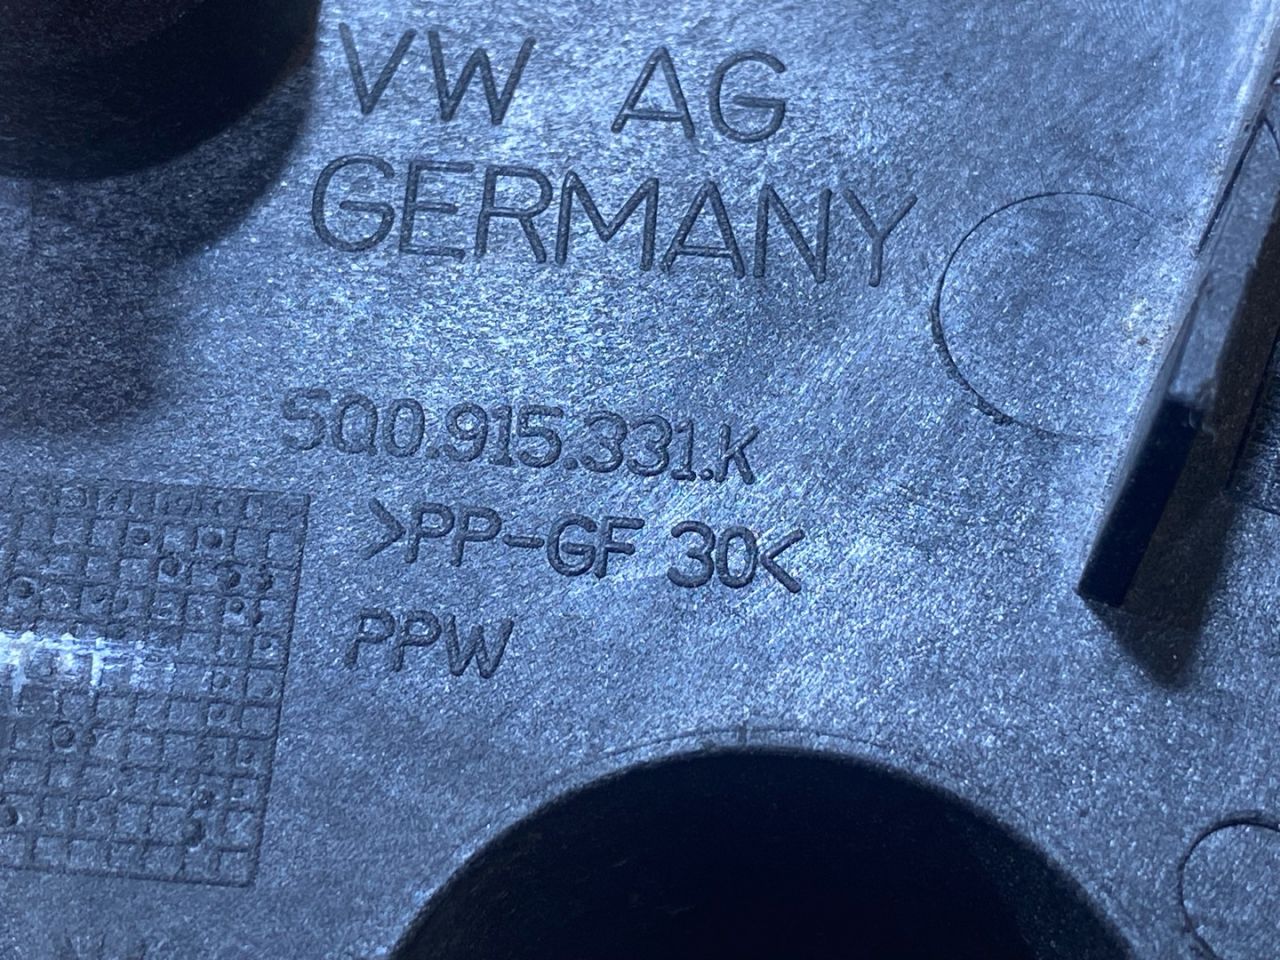 VW AG
GERMANY
5Q0.915.331.K
>PP-GF 30<
PPW